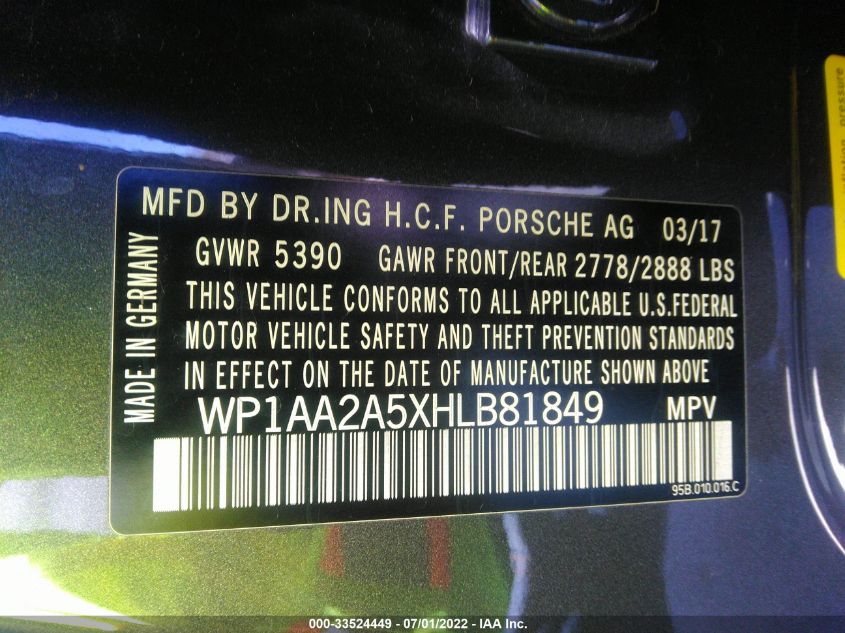 MFD BY DR.ING H.C.F. PORSCHE AG 03/17
GVWR 5390 GAWR FRONT/REAR 2778/2888 LBS
THIS VEHICLE CONFORMS TO ALL APPLICABLE U.S.FEDERAL
MOTOR VEHICLE SAFETY AND THEFT PREVENTION STANDARDS
IN EFFECT ON THE DATE OF MANUFACTURE SHOWN ABOVE
WP1AA2A5XHLB81849 MPV
95B.010.016.C
MADE IN GERMANY
pressure
000-33524449 - 07/01/2022 - IAA Inc.